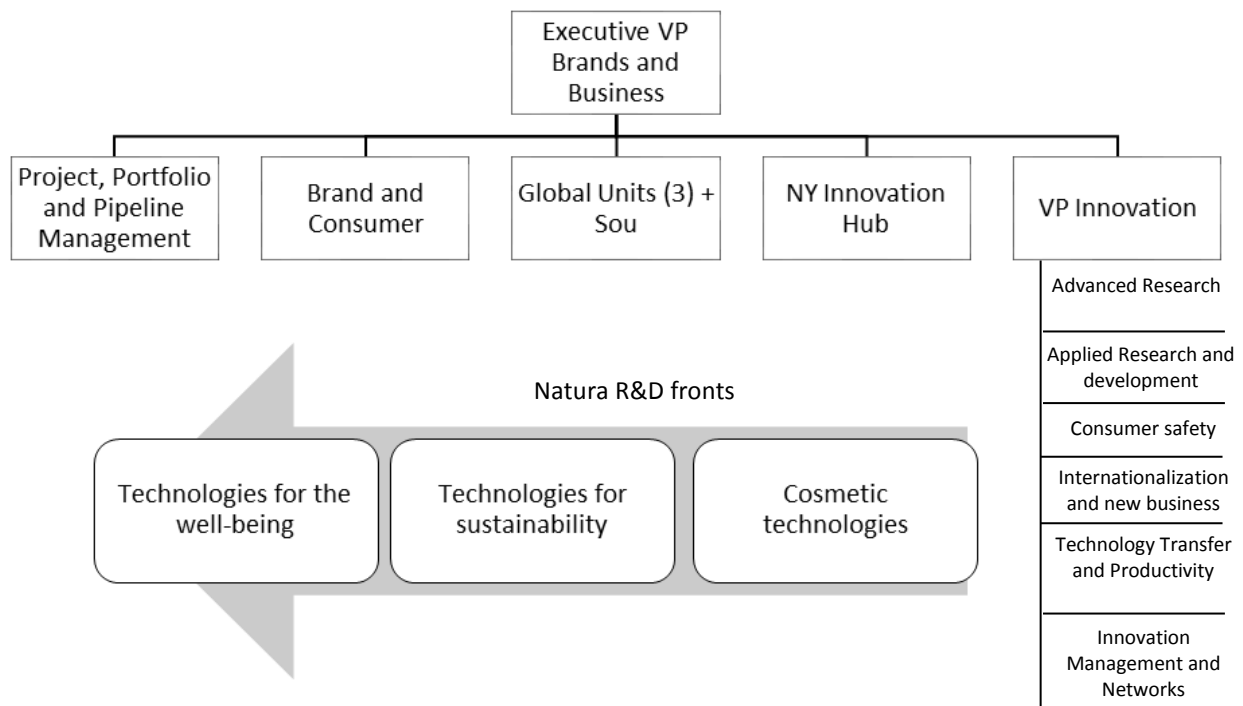 Executive VP
Brands and
Business
Project, Portfolio
and Pipeline
Management
Brand and
Consumer
Global Units (3) +
Sou
NY Innovation
Hub
VP Innovation
Advanced Research
Applied Research and
development
Consumer safety
Internationalization
and new business
Technology Transfer
and Productivity
Innovation
Management and
Networks
Natura R&D fronts
Technologies for the
well-being
Technologies for
sustainability
Cosmetic
technologies